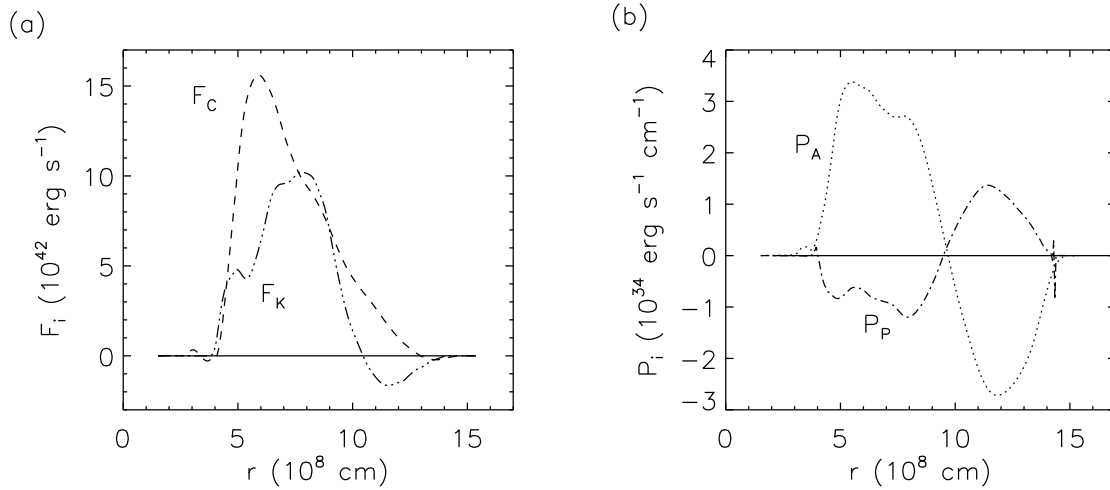 (a)
F_C
F_K
F_i (10^42 erg s^−1)
15
10
5
0
0 5 10 15
r (10^8 cm)
(b)
P_A
P_P
P_i (10^34 erg s^−1 cm^−1)
4
3
2
1
0
−1
−2
−3
0 5 10 15
r (10^8 cm)